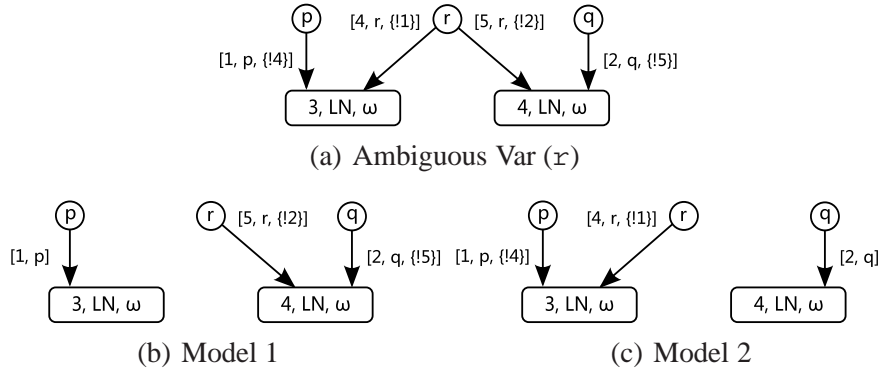 p [4, r, {!1}] r [5, r, {!2}] q
[1, p, {!4}] [2, q, {!5}]
3, LN, ω 4, LN, ω
(a) Ambiguous Var (r)
p r [5, r, {!2}] q p [4, r, {!1}] r q
[1, p] [2, q, {!5}] [1, p, {!4}] [2, q]
3, LN, ω 4, LN, ω 3, LN, ω 4, LN, ω
(b) Model 1 (c) Model 2